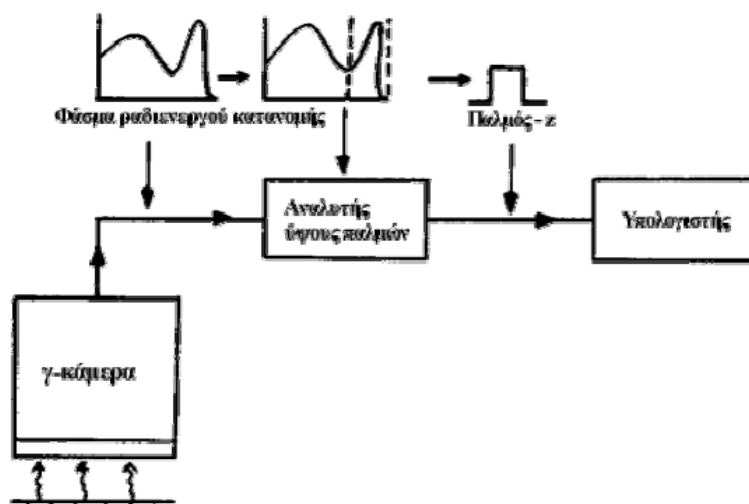 Φάσμα ραδιενεργού κατανομής
Παλμός - z
Αναλυτής
ύψους παλμών
Υπολογιστής
γ-κάμερα